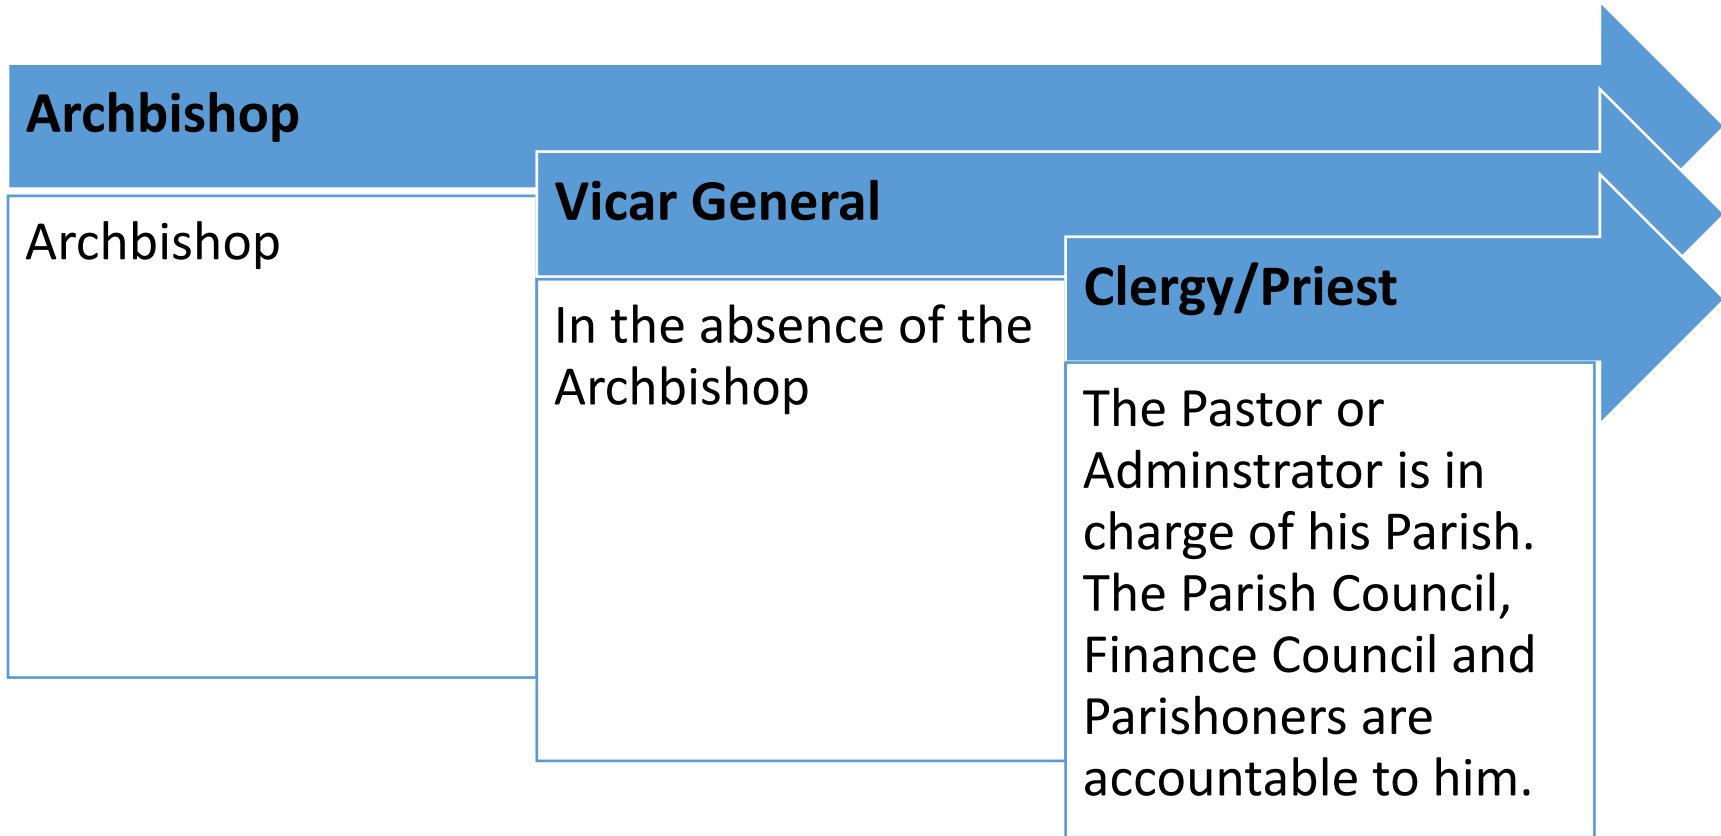 Archbishop
Archbishop
Vicar General
In the absence of the
Archbishop
Clergy/Priest
The Pastor or
Adminstrator is in
charge of his Parish.
The Parish Council,
Finance Council and
Parishoners are
accountable to him.